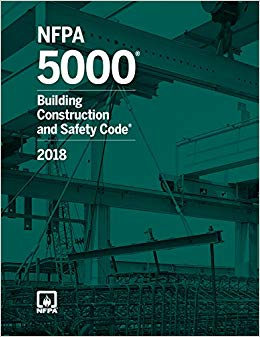 NFPA
5000®
Building
Construction
and Safety Code®
2018
NFPA